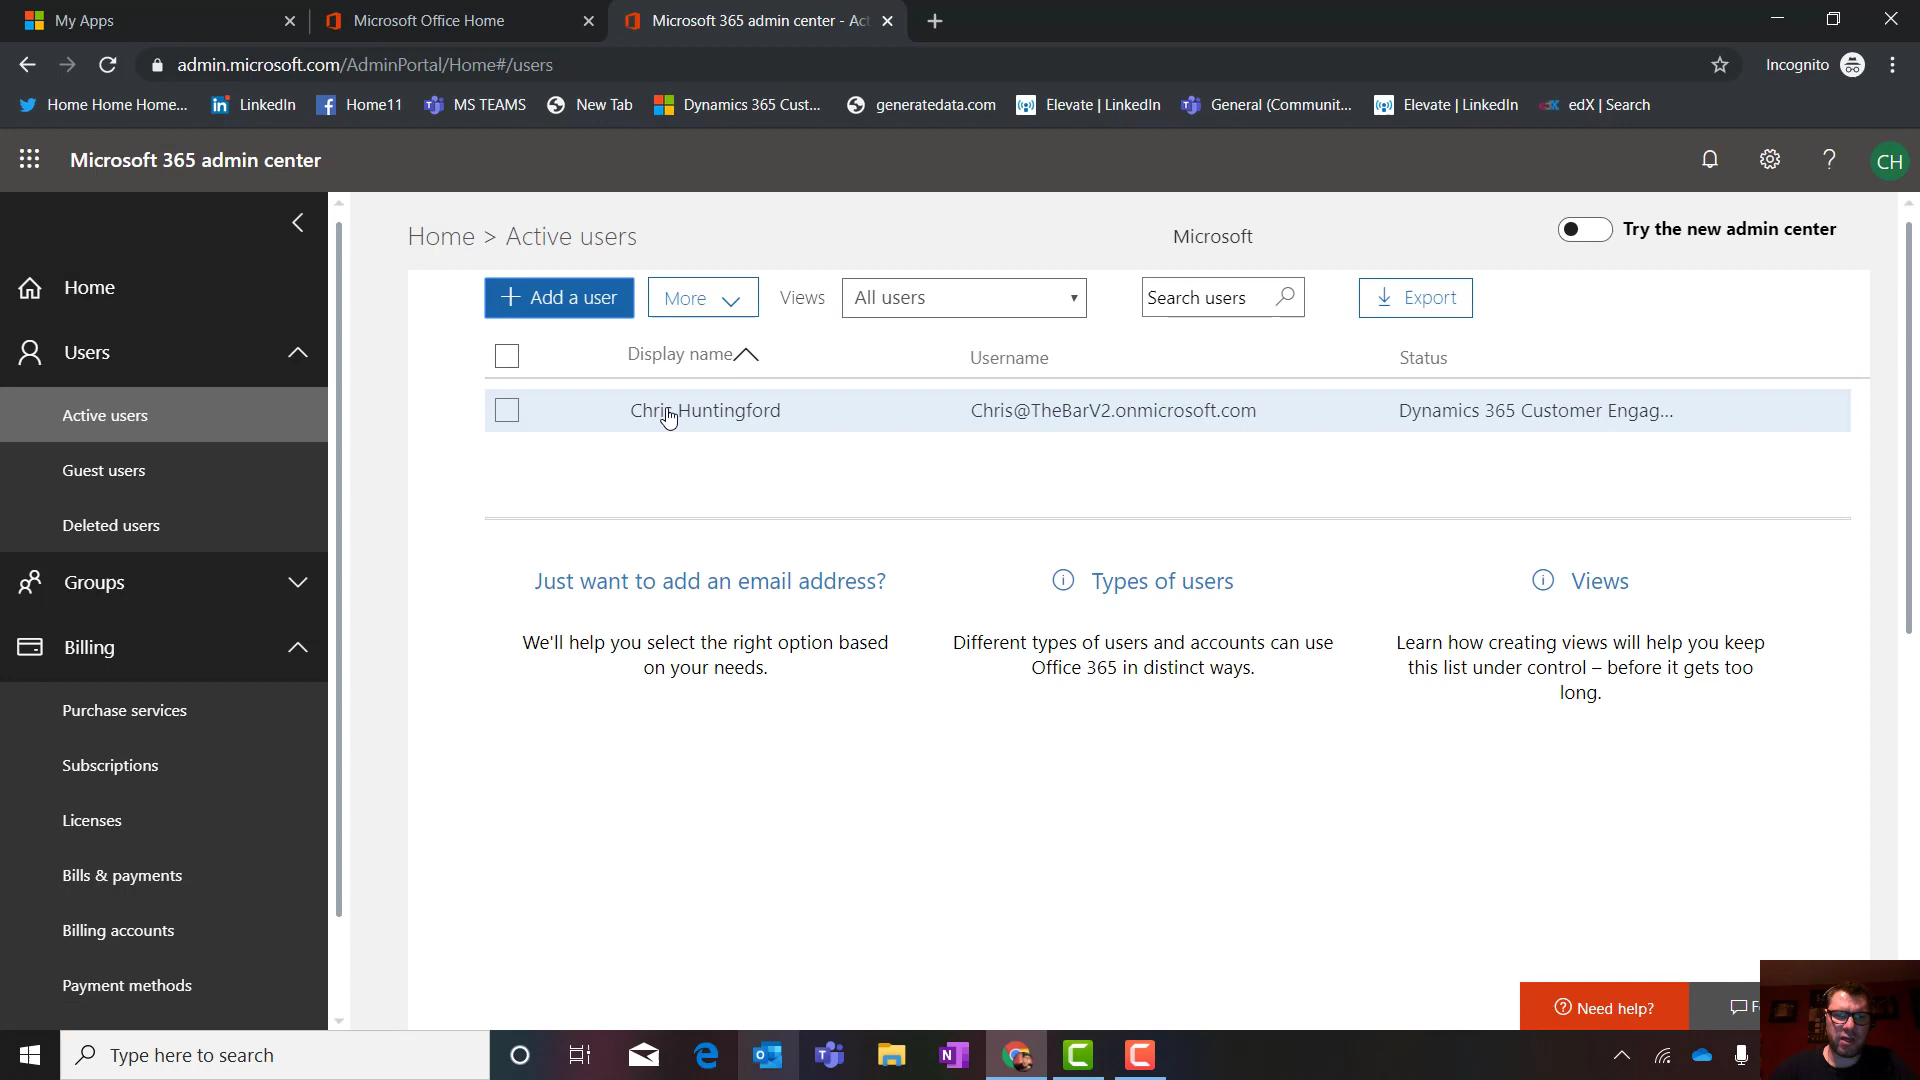 My Apps
Microsoft Office Home
Microsoft 365 admin center - Act
admin.microsoft.com/AdminPortal/Home#/users
Incognito
Home Home Home...
LinkedIn
Home11
MS TEAMS
New Tab
Dynamics 365 Cust...
generatedata.com
Elevate | LinkedIn
General (Communit...
Elevate | LinkedIn
edX | Search
Microsoft 365 admin center
CH
Home
Users
Active users
Guest users
Deleted users
Groups
Billing
Purchase services
Subscriptions
Licenses
Bills & payments
Billing accounts
Payment methods
Home > Active users
Microsoft
Try the new admin center
Add a user
More
Views
All users
Search users
Export
Display name
Username
Status
Chris Huntingford
Chris@TheBarV2.onmicrosoft.com
Dynamics 365 Customer Engag...
Just want to add an email address?
We'll help you select the right option based
on your needs.
Types of users
Different types of users and accounts can use
Office 365 in distinct ways.
Views
Learn how creating views will help you keep
this list under control – before it gets too
long.
Need help?
Type here to search